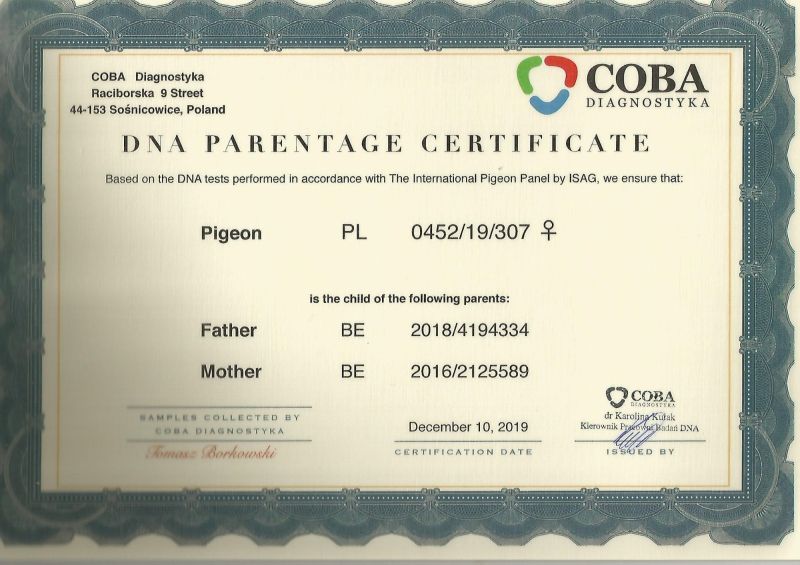 COBA Diagnostyka
Raciborska 9 Street
44-153 Sośnicowice, Poland
COBA
DIAGNOSTYKA
DNA PARENTAGE CERTIFICATE
Based on the DNA tests performed in accordance with The International Pigeon Panel by ISAG, we ensure that:
Pigeon PL 0452/19/307 ♀
is the child of the following parents:
Father BE 2018/4194334
Mother BE 2016/2125589
SAMPLES COLLECTED BY
COBA DIAGNOSTYKA
Tomasz Borkowski
December 10, 2019
CERTIFICATION DATE
COBA
DIAGNOSTYKA
dr Karolina Kułak
Kierownik Pracowni Badań DNA
ISSUED BY